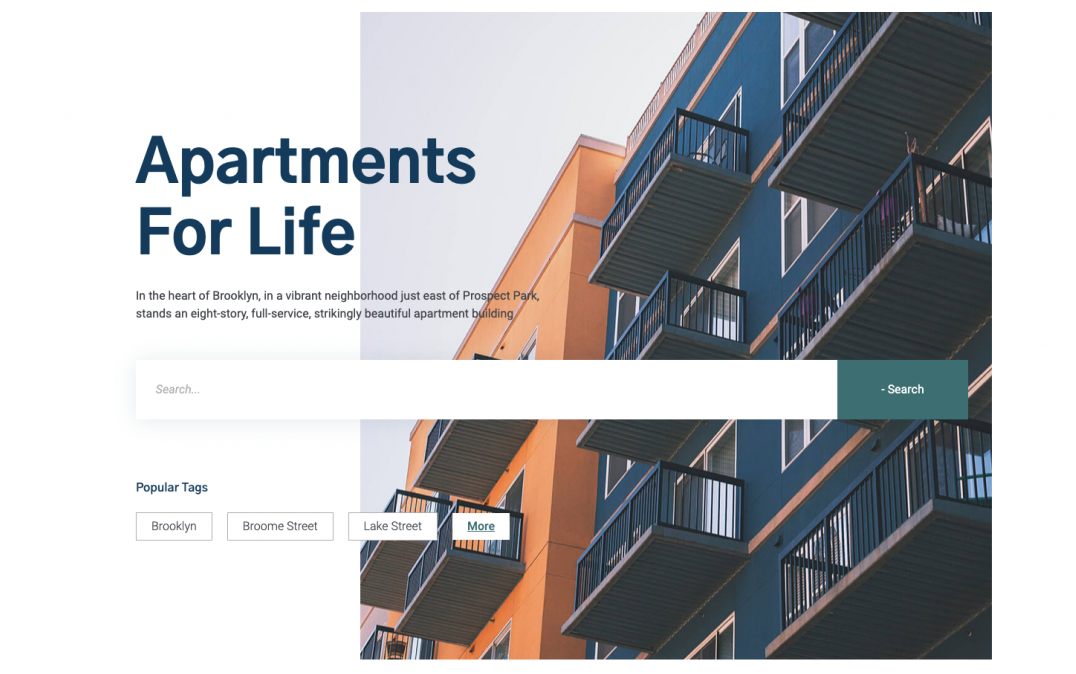 Apartments
For Life
In the heart of Brooklyn, in a vibrant neighborhood just east of Prospect Park,
stands an eight-story, full-service, strikingly beautiful apartment building
Search...
- Search
Popular Tags
Brooklyn
Broome Street
Lake Street
More